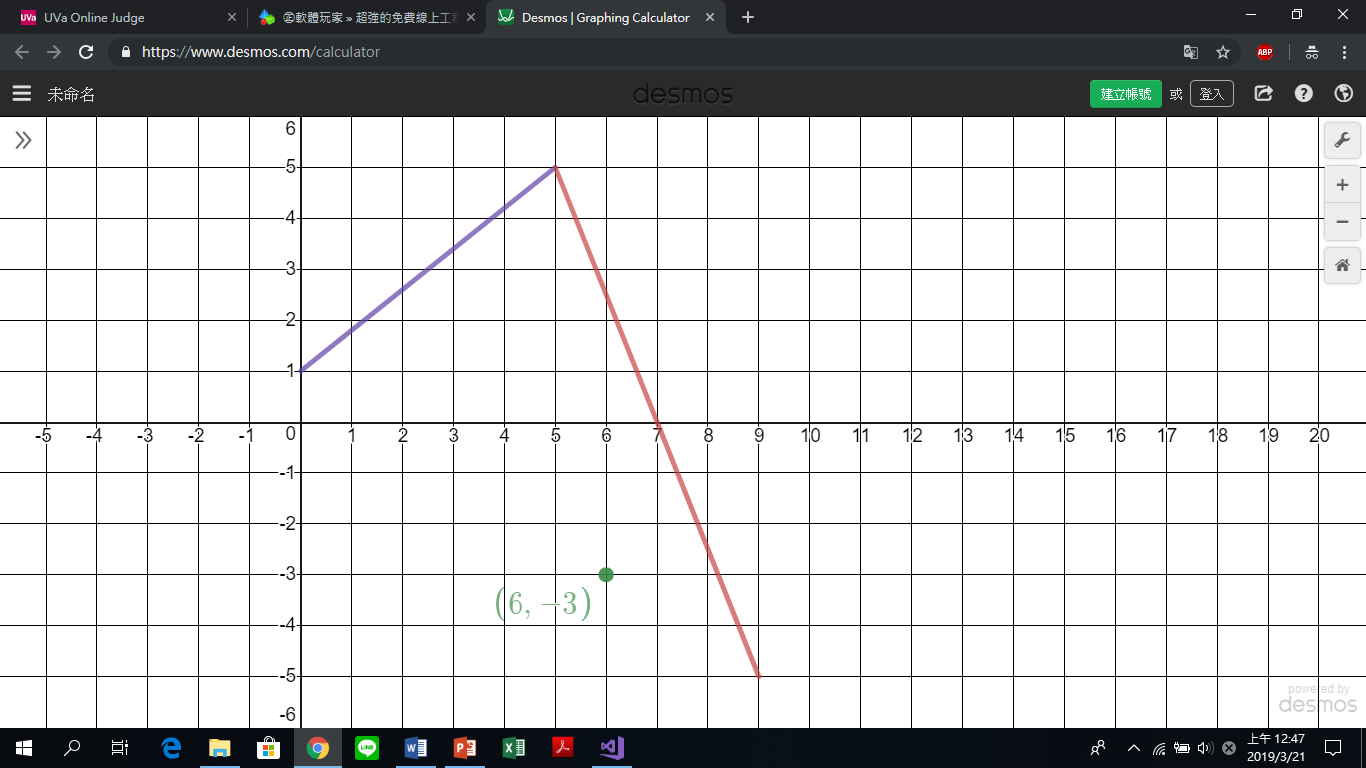 UVa Online Judge
㊣軟體玩家 » 超強的免費線上工
Desmos | Graphing Calculator
https://www.desmos.com/calculator
ABP
未命名
desmos
建立帳號 或 登入
6
5
4
3
2
1
-5 -4 -3 -2 -1 0 1 2 3 4 5 6 7 8 9 10 11 12 13 14 15 16 17 18 19 20
-1
-2
-3
(6, −3)
-4
-5
-6
powered by
desmos
LINE
上午 12:47
2019/3/21